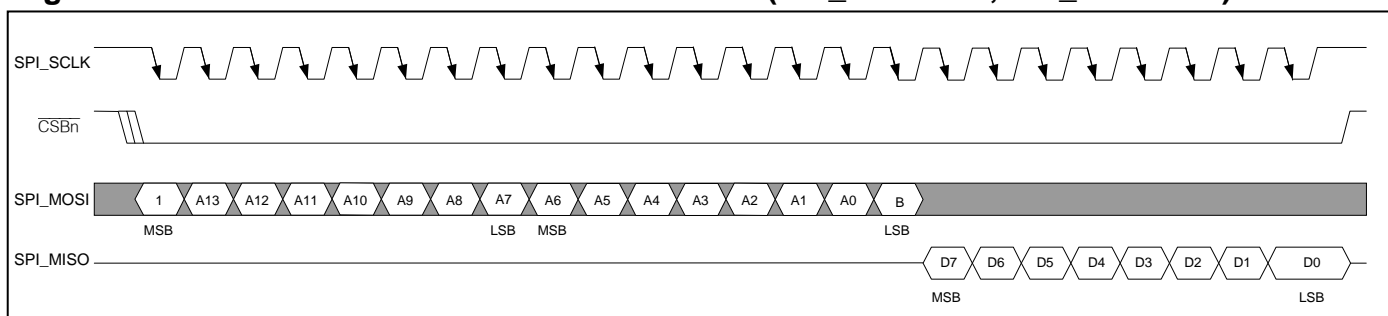 SPI_SCLK
CSBn
SPI_MOSI 1 A13 A12 A11 A10 A9 A8 A7 A6 A5 A4 A3 A2 A1 A0 B
MSB LSB MSB LSB
SPI_MISO D7 D6 D5 D4 D3 D2 D1 D0
MSB LSB